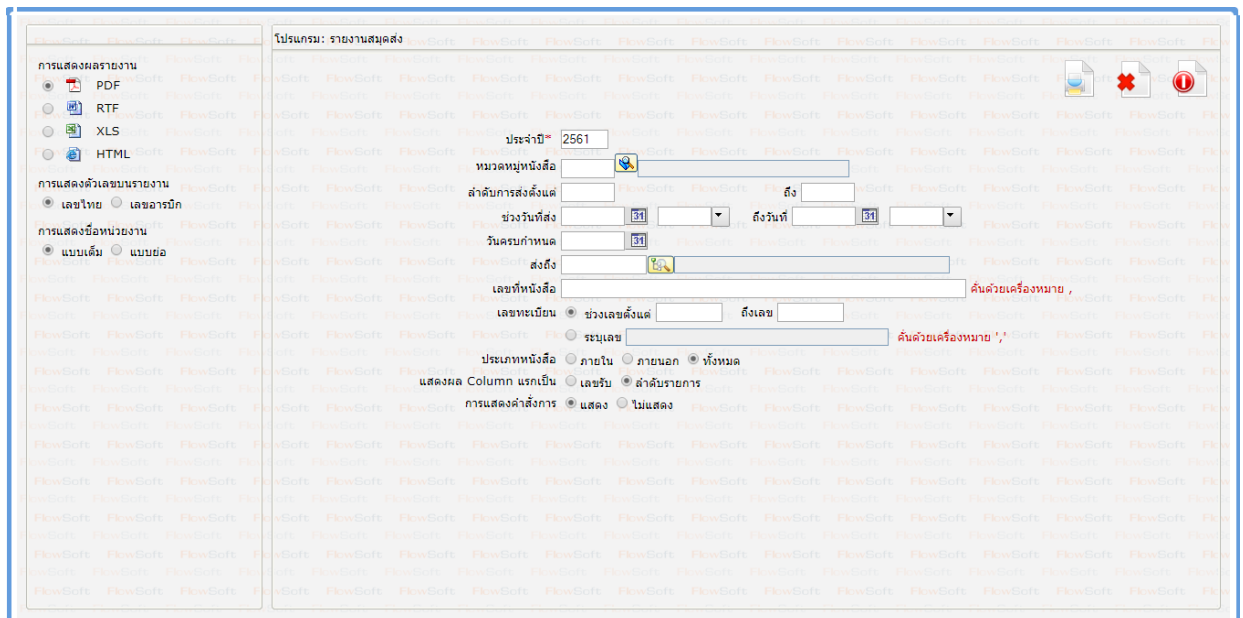 โปรแกรม: รายงานสมุดส่ง
การแสดงผลรายงาน
PDF
RTF
XLS
HTML
การแสดงตัวเลขบนรายงาน
เลขไทย เลขอารบิก
การแสดงชื่อหน่วยงาน
แบบเต็ม แบบย่อ
ประจำปี* 2561
หมวดหมู่หนังสือ
ลำดับการส่งตั้งแต่ ถึง
ช่วงวันที่ส่ง 31 ถึงวันที่ 31
วันครบกำหนด 31
ส่งถึง
เลขที่หนังสือ คั่นด้วยเครื่องหมาย ,
เลขทะเบียน ช่วงเลขตั้งแต่ ถึงเลข
ระบุเลข คั่นด้วยเครื่องหมาย ','
ประเภทหนังสือ ภายใน ภายนอก ทั้งหมด
แสดงผล Column แรกเป็น เลขรับ ลำดับรายการ
การแสดงคำสั่งการ แสดง ไม่แสดง
FlowSoft